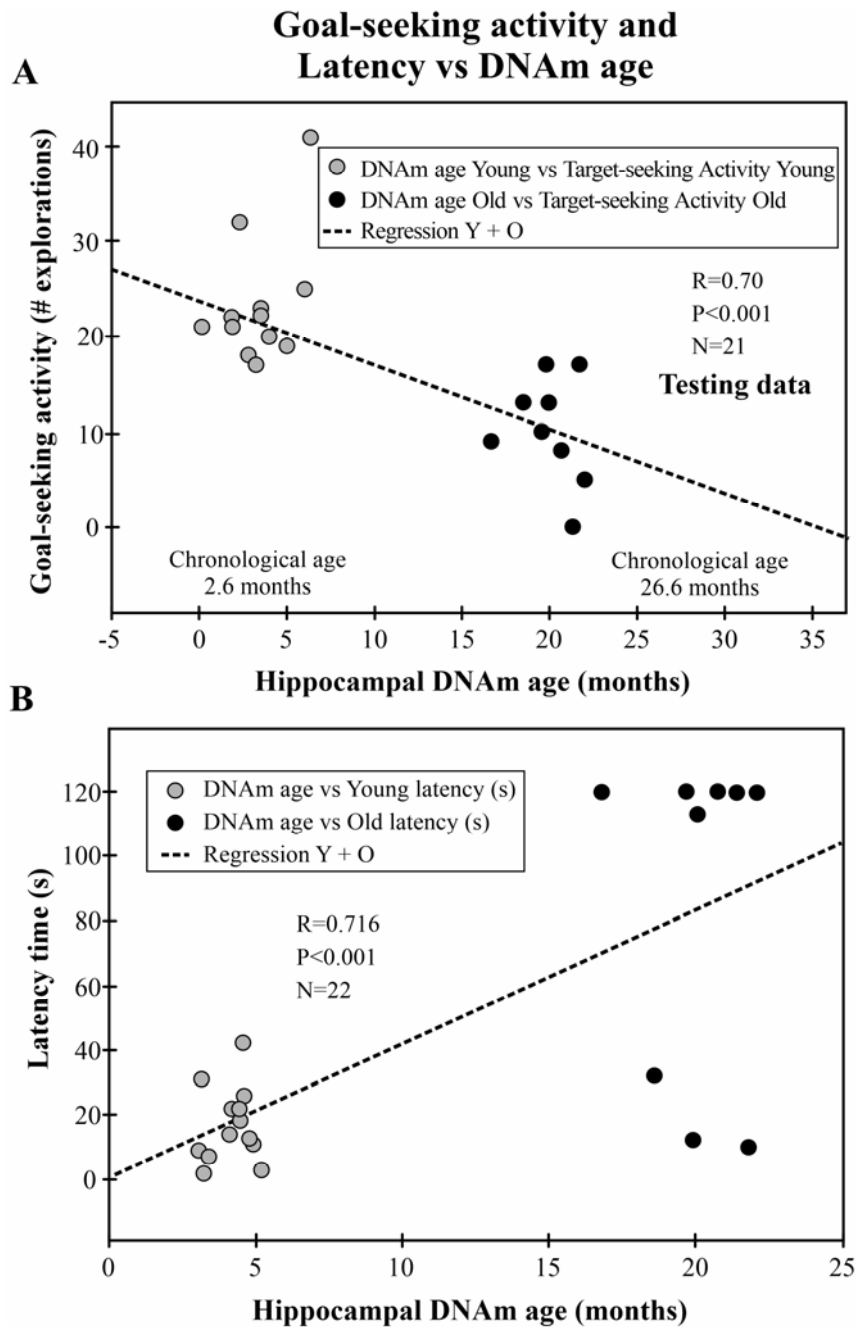 Goal-seeking activity and
Latency vs DNAm age
A
Goal-seeking activity (# explorations)
40
30
20
10
0
DNAm age Young vs Target-seeking Activity Young
DNAm age Old vs Target-seeking Activity Old
Regression Y + O
R=0.70
P<0.001
N=21
Testing data
Chronological age
2.6 months
Chronological age
26.6 months
-5 0 5 10 15 20 25 30 35
Hippocampal DNAm age (months)
B
Latency time (s)
120
100
80
60
40
20
0
DNAm age vs Young latency (s)
DNAm age vs Old latency (s)
Regression Y + O
R=0.716
P<0.001
N=22
0 5 10 15 20 25
Hippocampal DNAm age (months)